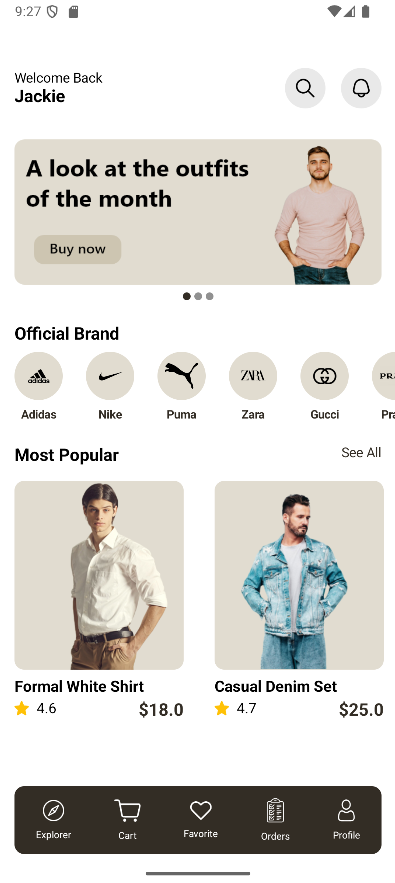 9:27
Welcome Back
Jackie
A look at the outfits
of the month
Buy now
Official Brand
adidas
ZARA
Adidas
Nike
Puma
Zara
Gucci
Most Popular
See All
Formal White Shirt
Casual Denim Set
4.6
$18.0
4.7
$25.0
Explorer
Cart
Favorite
Orders
Profile